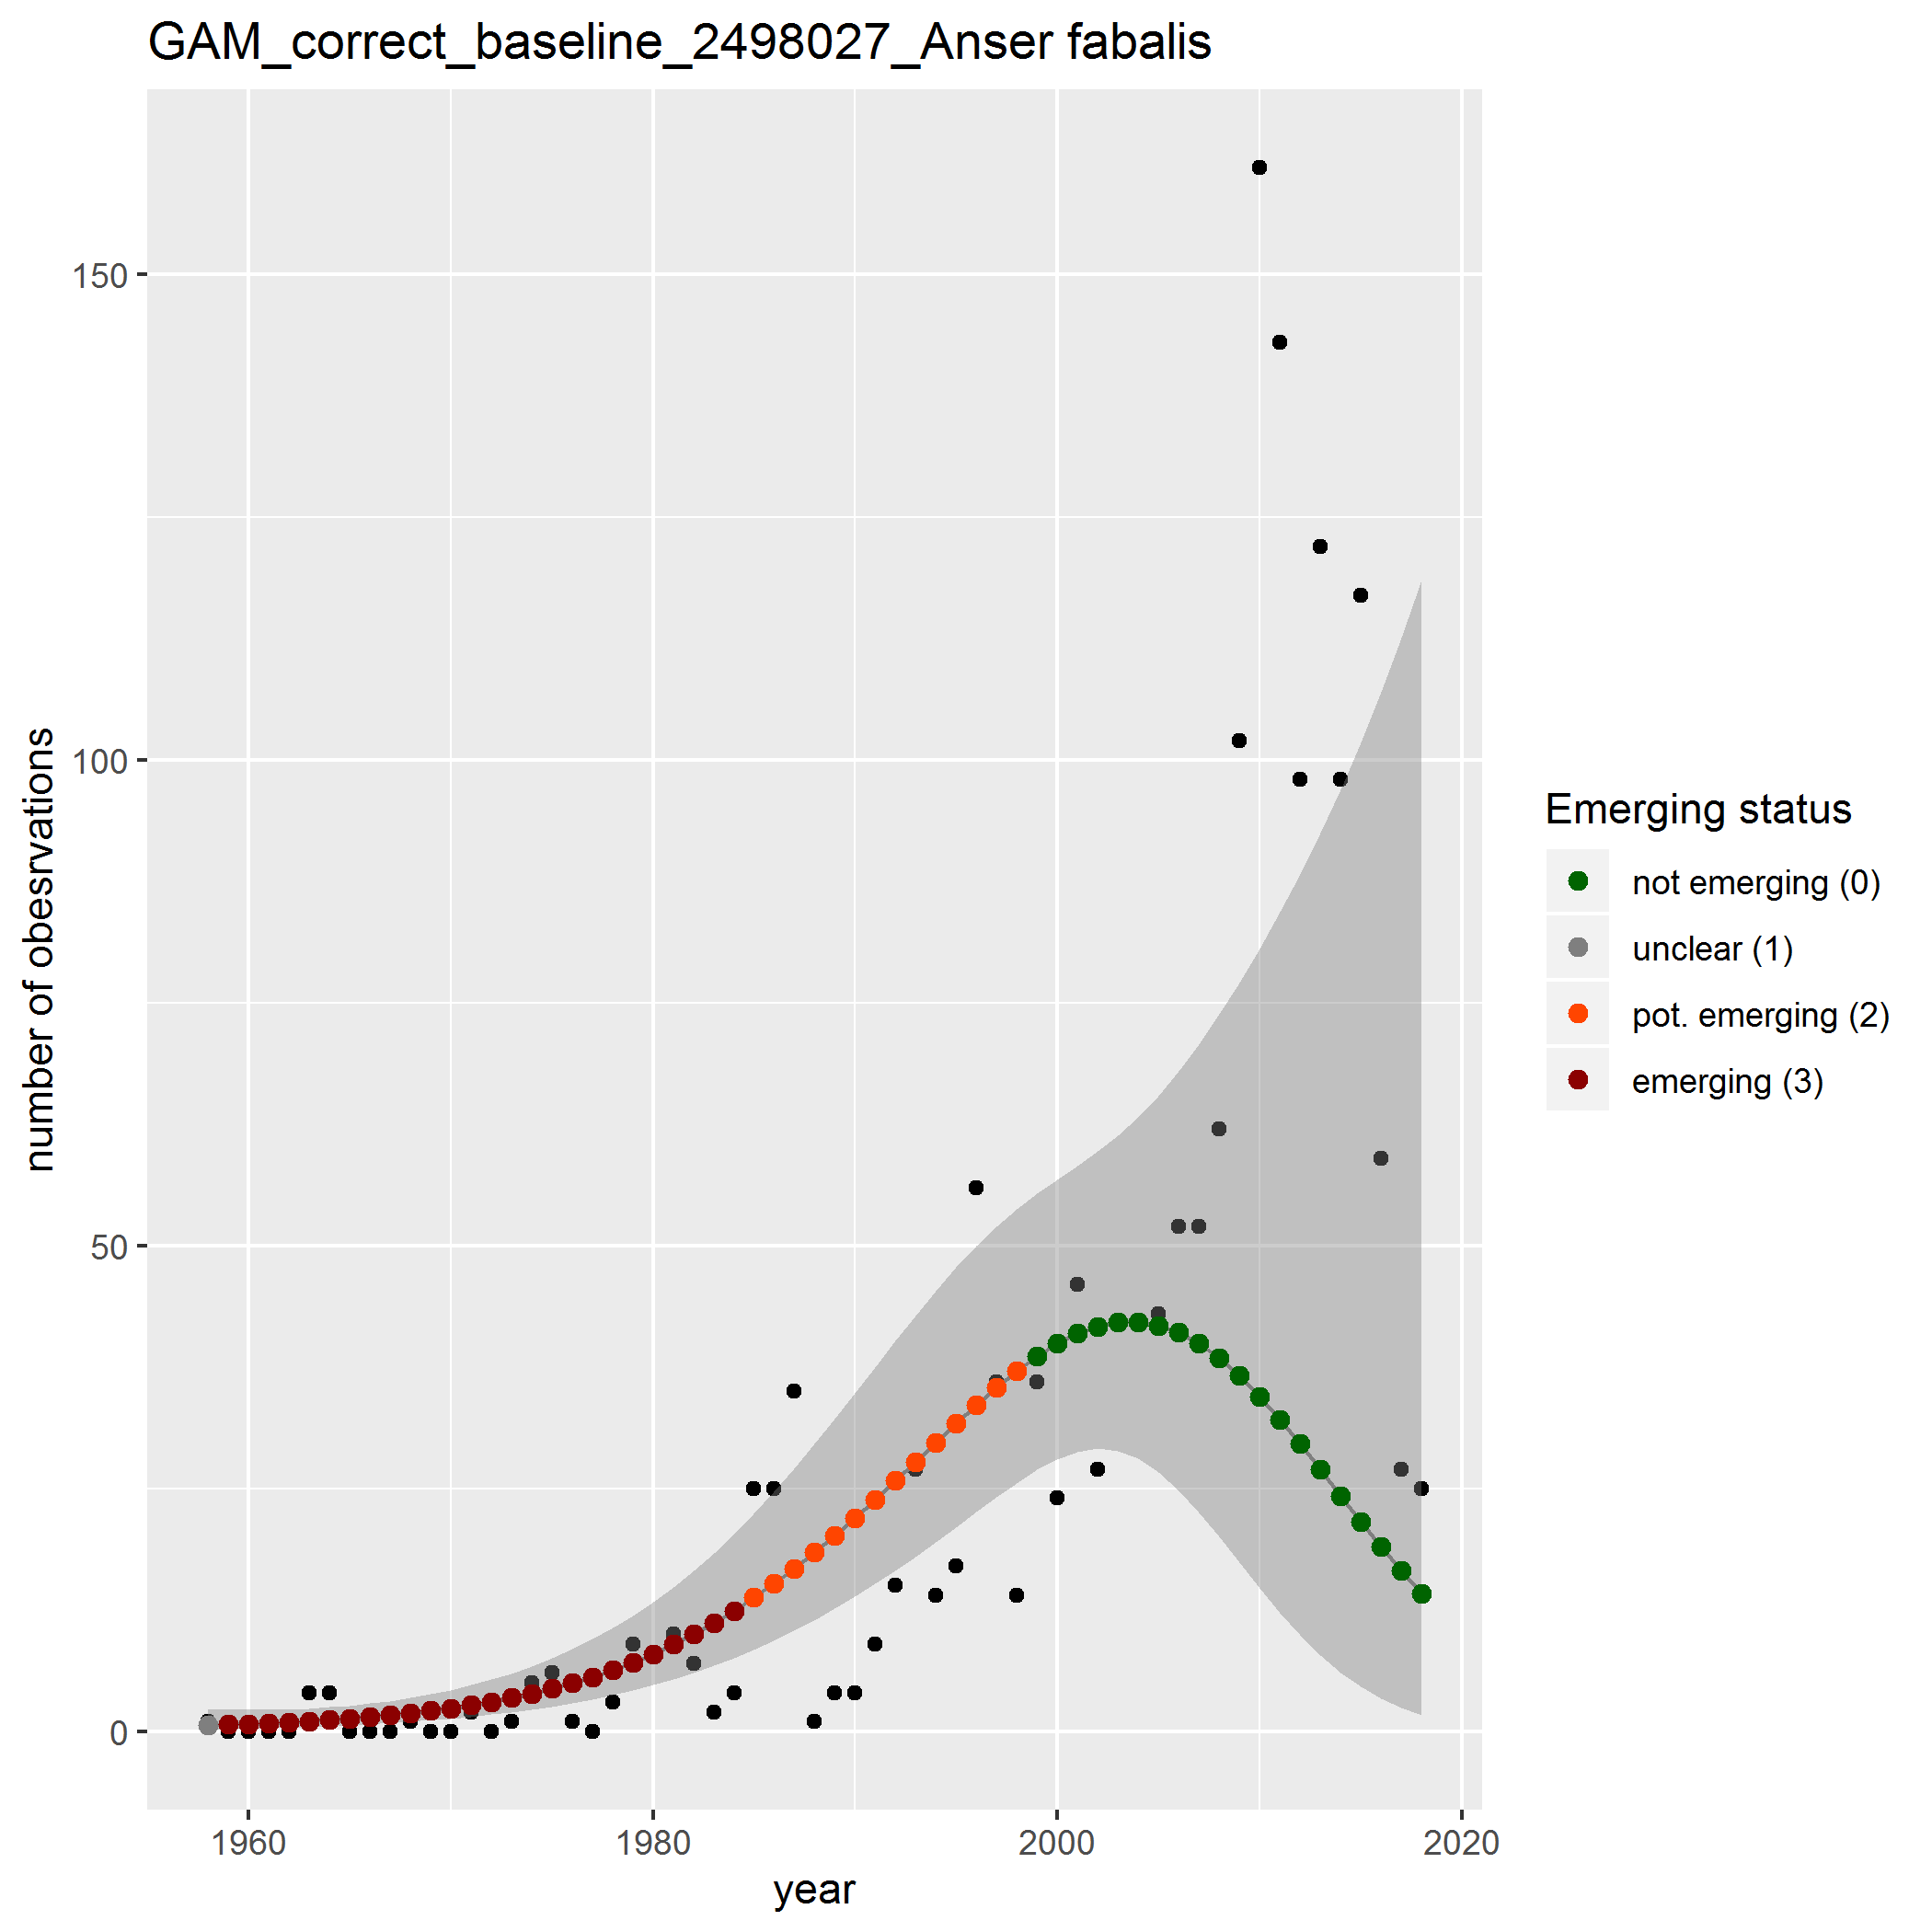 GAM_correct_baseline_2498027_Anser fabalis
number of obesrvations
150
100
50
0
1960
1980
2000
2020
year
Emerging status
not emerging (0)
unclear (1)
pot. emerging (2)
emerging (3)